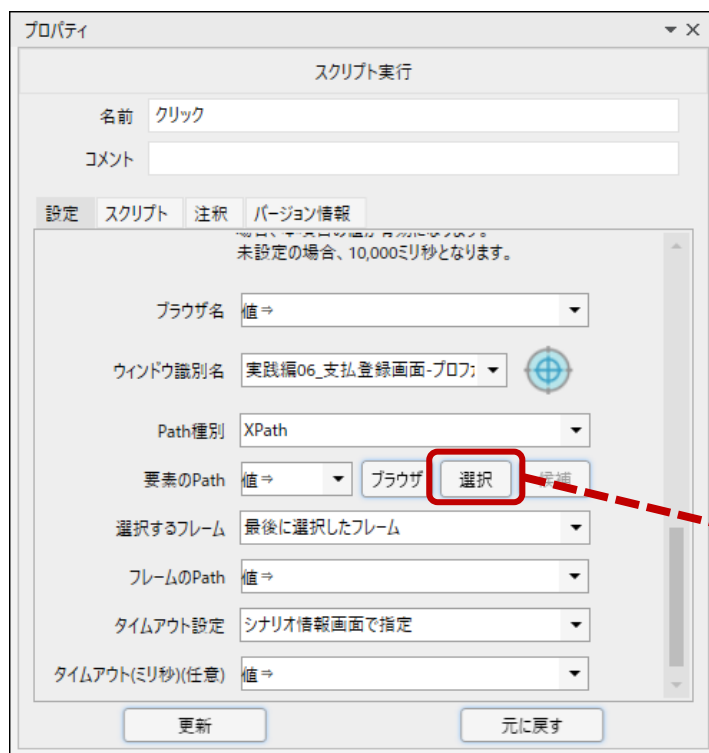 プロパティ
スクリプト実行
名前 クリック
コメント
設定 スクリプト 注釈 バージョン情報
未設定の場合、10,000ミリ秒となります。
ブラウザ名 値⇒
ウィンドウ識別名 実践編06_支払登録画面-プロファ
Path種別 XPath
要素のPath 値⇒ ブラウザ 選択 候補
選択するフレーム 最後に選択したフレーム
フレームのPath 値⇒
タイムアウト設定 シナリオ情報画面で指定
タイムアウト(ミリ秒)(任意) 値⇒
更新 元に戻す